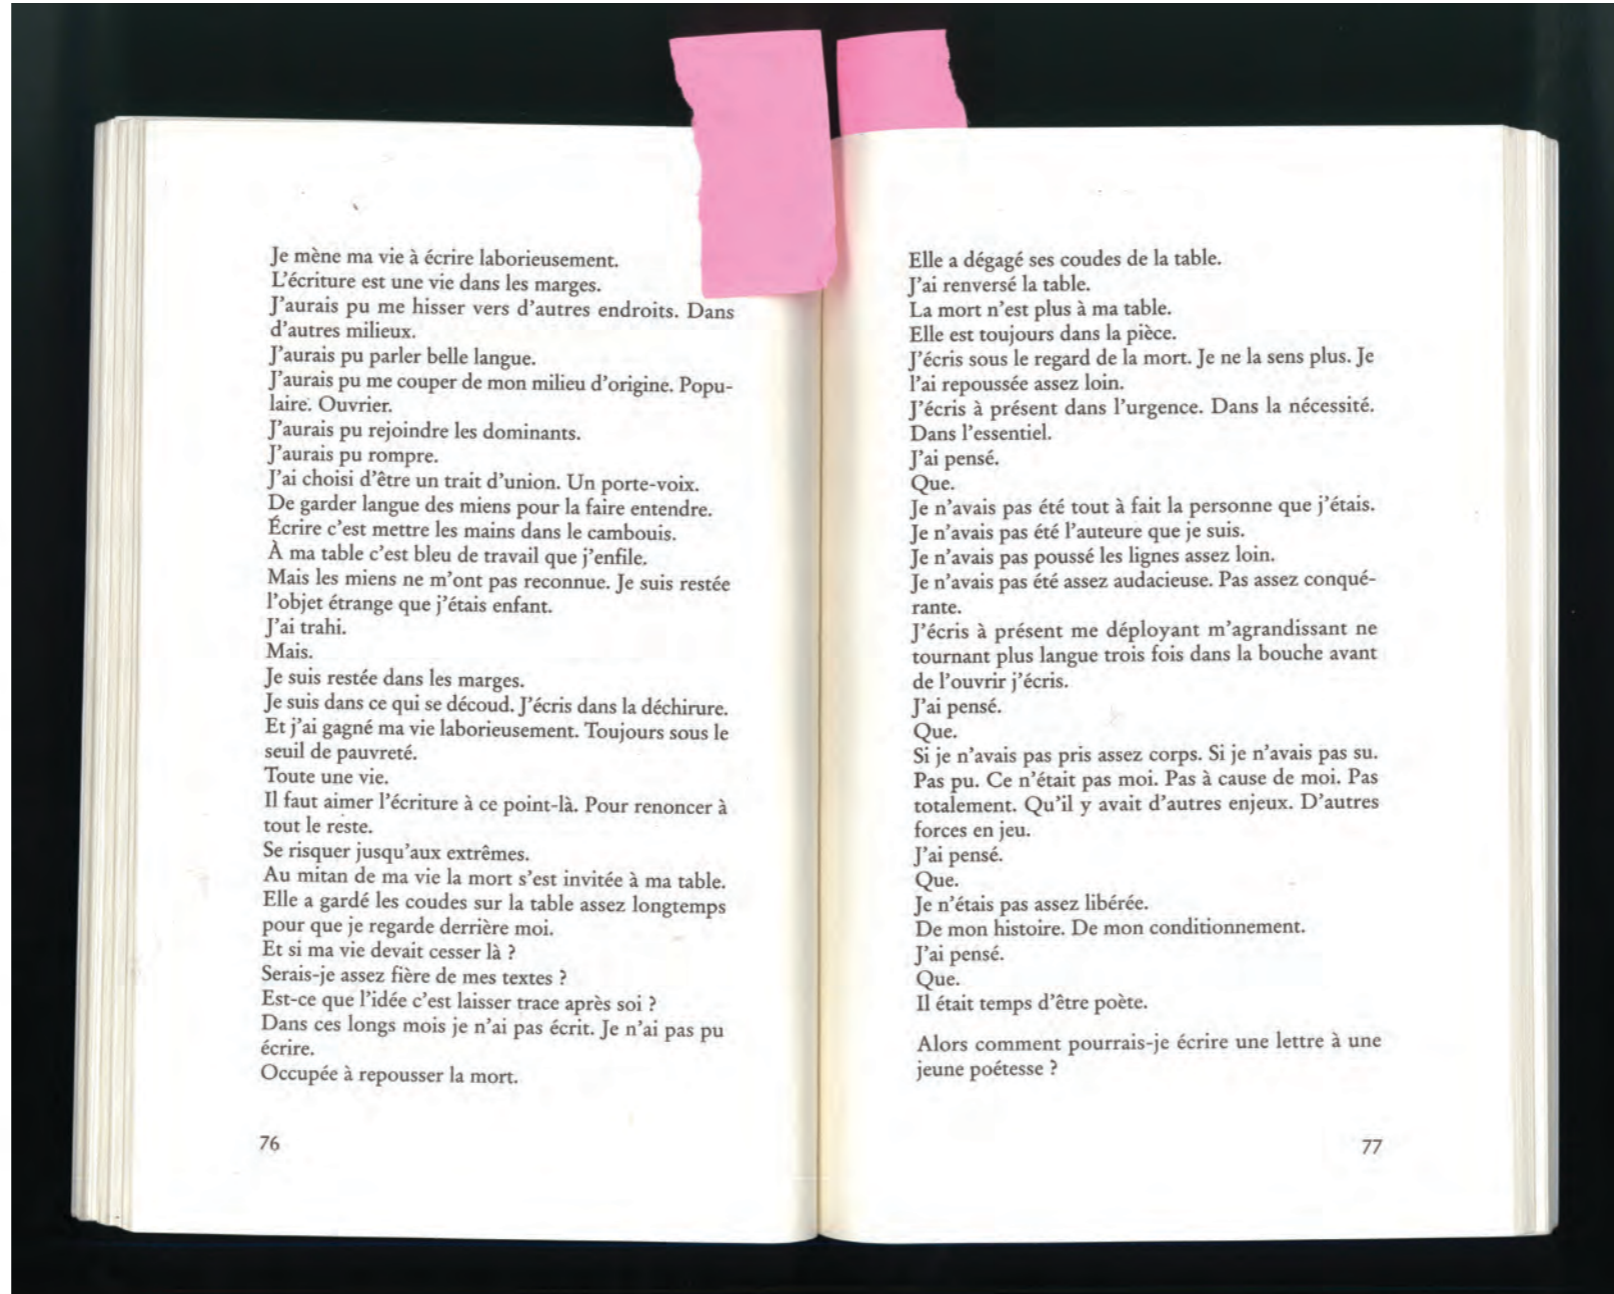 Je mène ma vie à écrire laborieusement.
L'écriture est une vie dans les marges.
J'aurais pu me hisser vers d'autres endroits. Dans
d'autres milieux.
J'aurais pu parler belle langue.
J'aurais pu me couper de mon milieu d'origine. Popu-
laire. Ouvrier.
J'aurais pu rejoindre les dominants.
J'aurais pu rompre.
J'ai choisi d'être un trait d'union. Un porte-voix.
De garder langue des miens pour la faire entendre.
Écrire c'est mettre les mains dans le cambouis.
À ma table c'est bleu de travail que j'enfile.
Mais les miens ne m'ont pas reconnue. Je suis restée
l'objet étrange que j'étais enfant.
J'ai trahi.
Mais.
Je suis restée dans les marges.
Je suis dans ce qui se découd. J'écris dans la déchirure.
Et j'ai gagné ma vie laborieusement. Toujours sous le
seuil de pauvreté.
Toute une vie.
Il faut aimer l'écriture à ce point-là. Pour renoncer à
tout le reste.
Se risquer jusqu'aux extrêmes.
Au mitan de ma vie la mort s'est invitée à ma table.
Elle a gardé les coudes sur la table assez longtemps
pour que je regarde derrière moi.
Et si ma vie devait cesser là ?
Serais-je assez fière de mes textes ?
Est-ce que l'idée c'est laisser trace après soi ?
Dans ces longs mois je n'ai pas écrit. Je n'ai pas pu
écrire.
Occupée à repousser la mort.
76
Elle a dégagé ses coudes de la table.
J'ai renversé la table.
La mort n'est plus à ma table.
Elle est toujours dans la pièce.
J'écris sous le regard de la mort. Je ne la sens plus. Je
l'ai repoussée assez loin.
J'écris à présent dans l'urgence. Dans la nécessité.
Dans l'essentiel.
J'ai pensé.
Que.
Je n'avais pas été tout à fait la personne que j'étais.
Je n'avais pas été l'auteure que je suis.
Je n'avais pas poussé les lignes assez loin.
Je n'avais pas été assez audacieuse. Pas assez conqué-
rante.
J'écris à présent me déployant m'agrandissant ne
tournant plus langue trois fois dans la bouche avant
de l'ouvrir j'écris.
J'ai pensé.
Que.
Si je n'avais pas pris assez corps. Si je n'avais pas su.
Pas pu. Ce n'était pas moi. Pas à cause de moi. Pas
totalement. Qu'il y avait d'autres enjeux. D'autres
forces en jeu.
J'ai pensé.
Que.
Je n'étais pas assez libérée.
De mon histoire. De mon conditionnement.
J'ai pensé.
Que.
Il était temps d'être poète.
Alors comment pourrais-je écrire une lettre à une
jeune poétesse ?
77